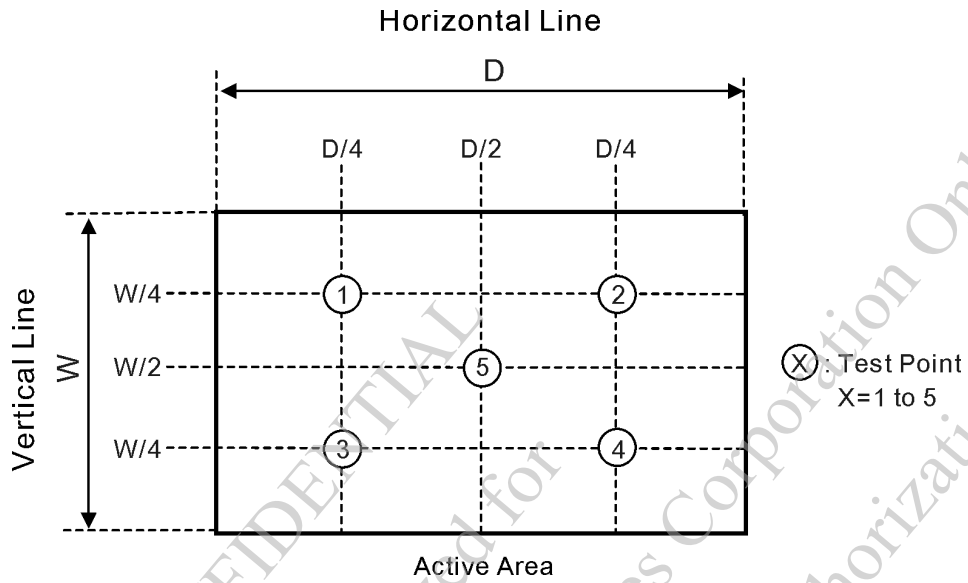 Horizontal Line
D
D/4 D/2 D/4
Vertical Line
W
W/4
W/2
W/4
1
2
5
3
4
X : Test Point
X=1 to 5
Active Area